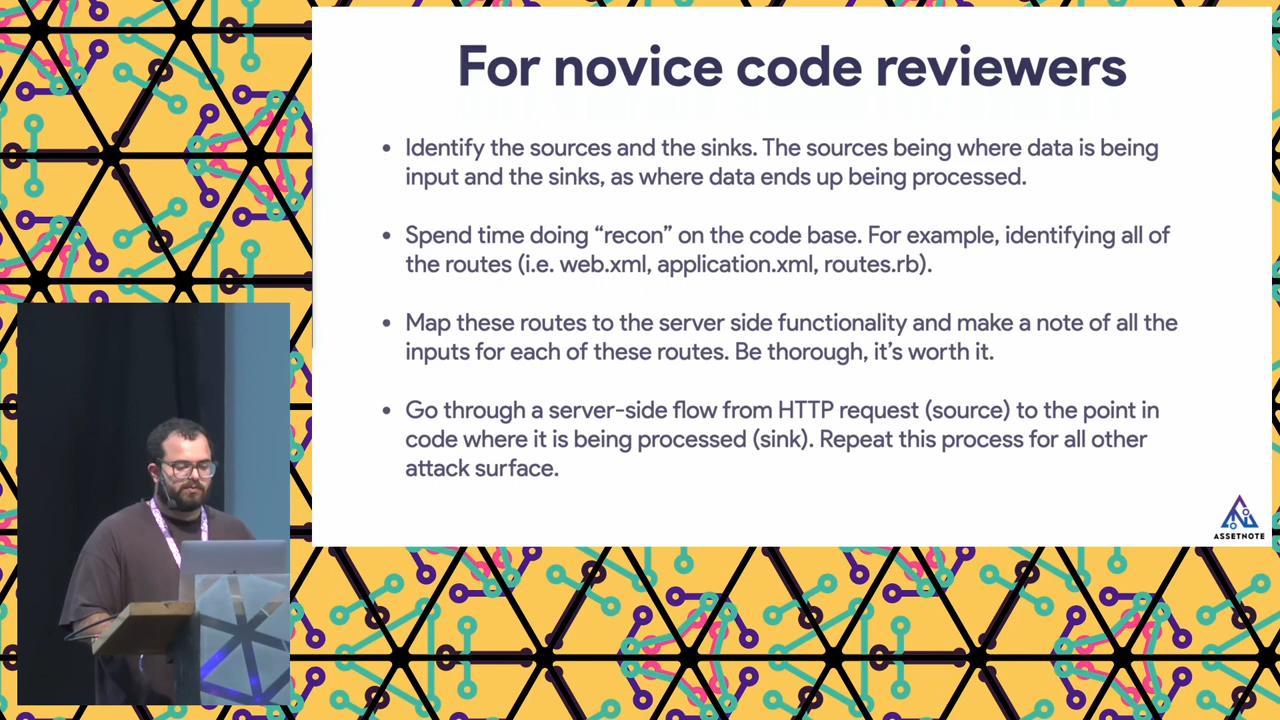 For novice code reviewers
• Identify the sources and the sinks. The sources being where data is being
input and the sinks, as where data ends up being processed.
• Spend time doing “recon” on the code base. For example, identifying all of
the routes (i.e. web.xml, application.xml, routes.rb).
• Map these routes to the server side functionality and make a note of all the
inputs for each of these routes. Be thorough, it’s worth it.
• Go through a server-side flow from HTTP request (source) to the point in
code where it is being processed (sink). Repeat this process for all other
attack surface.
ASSETNOTE